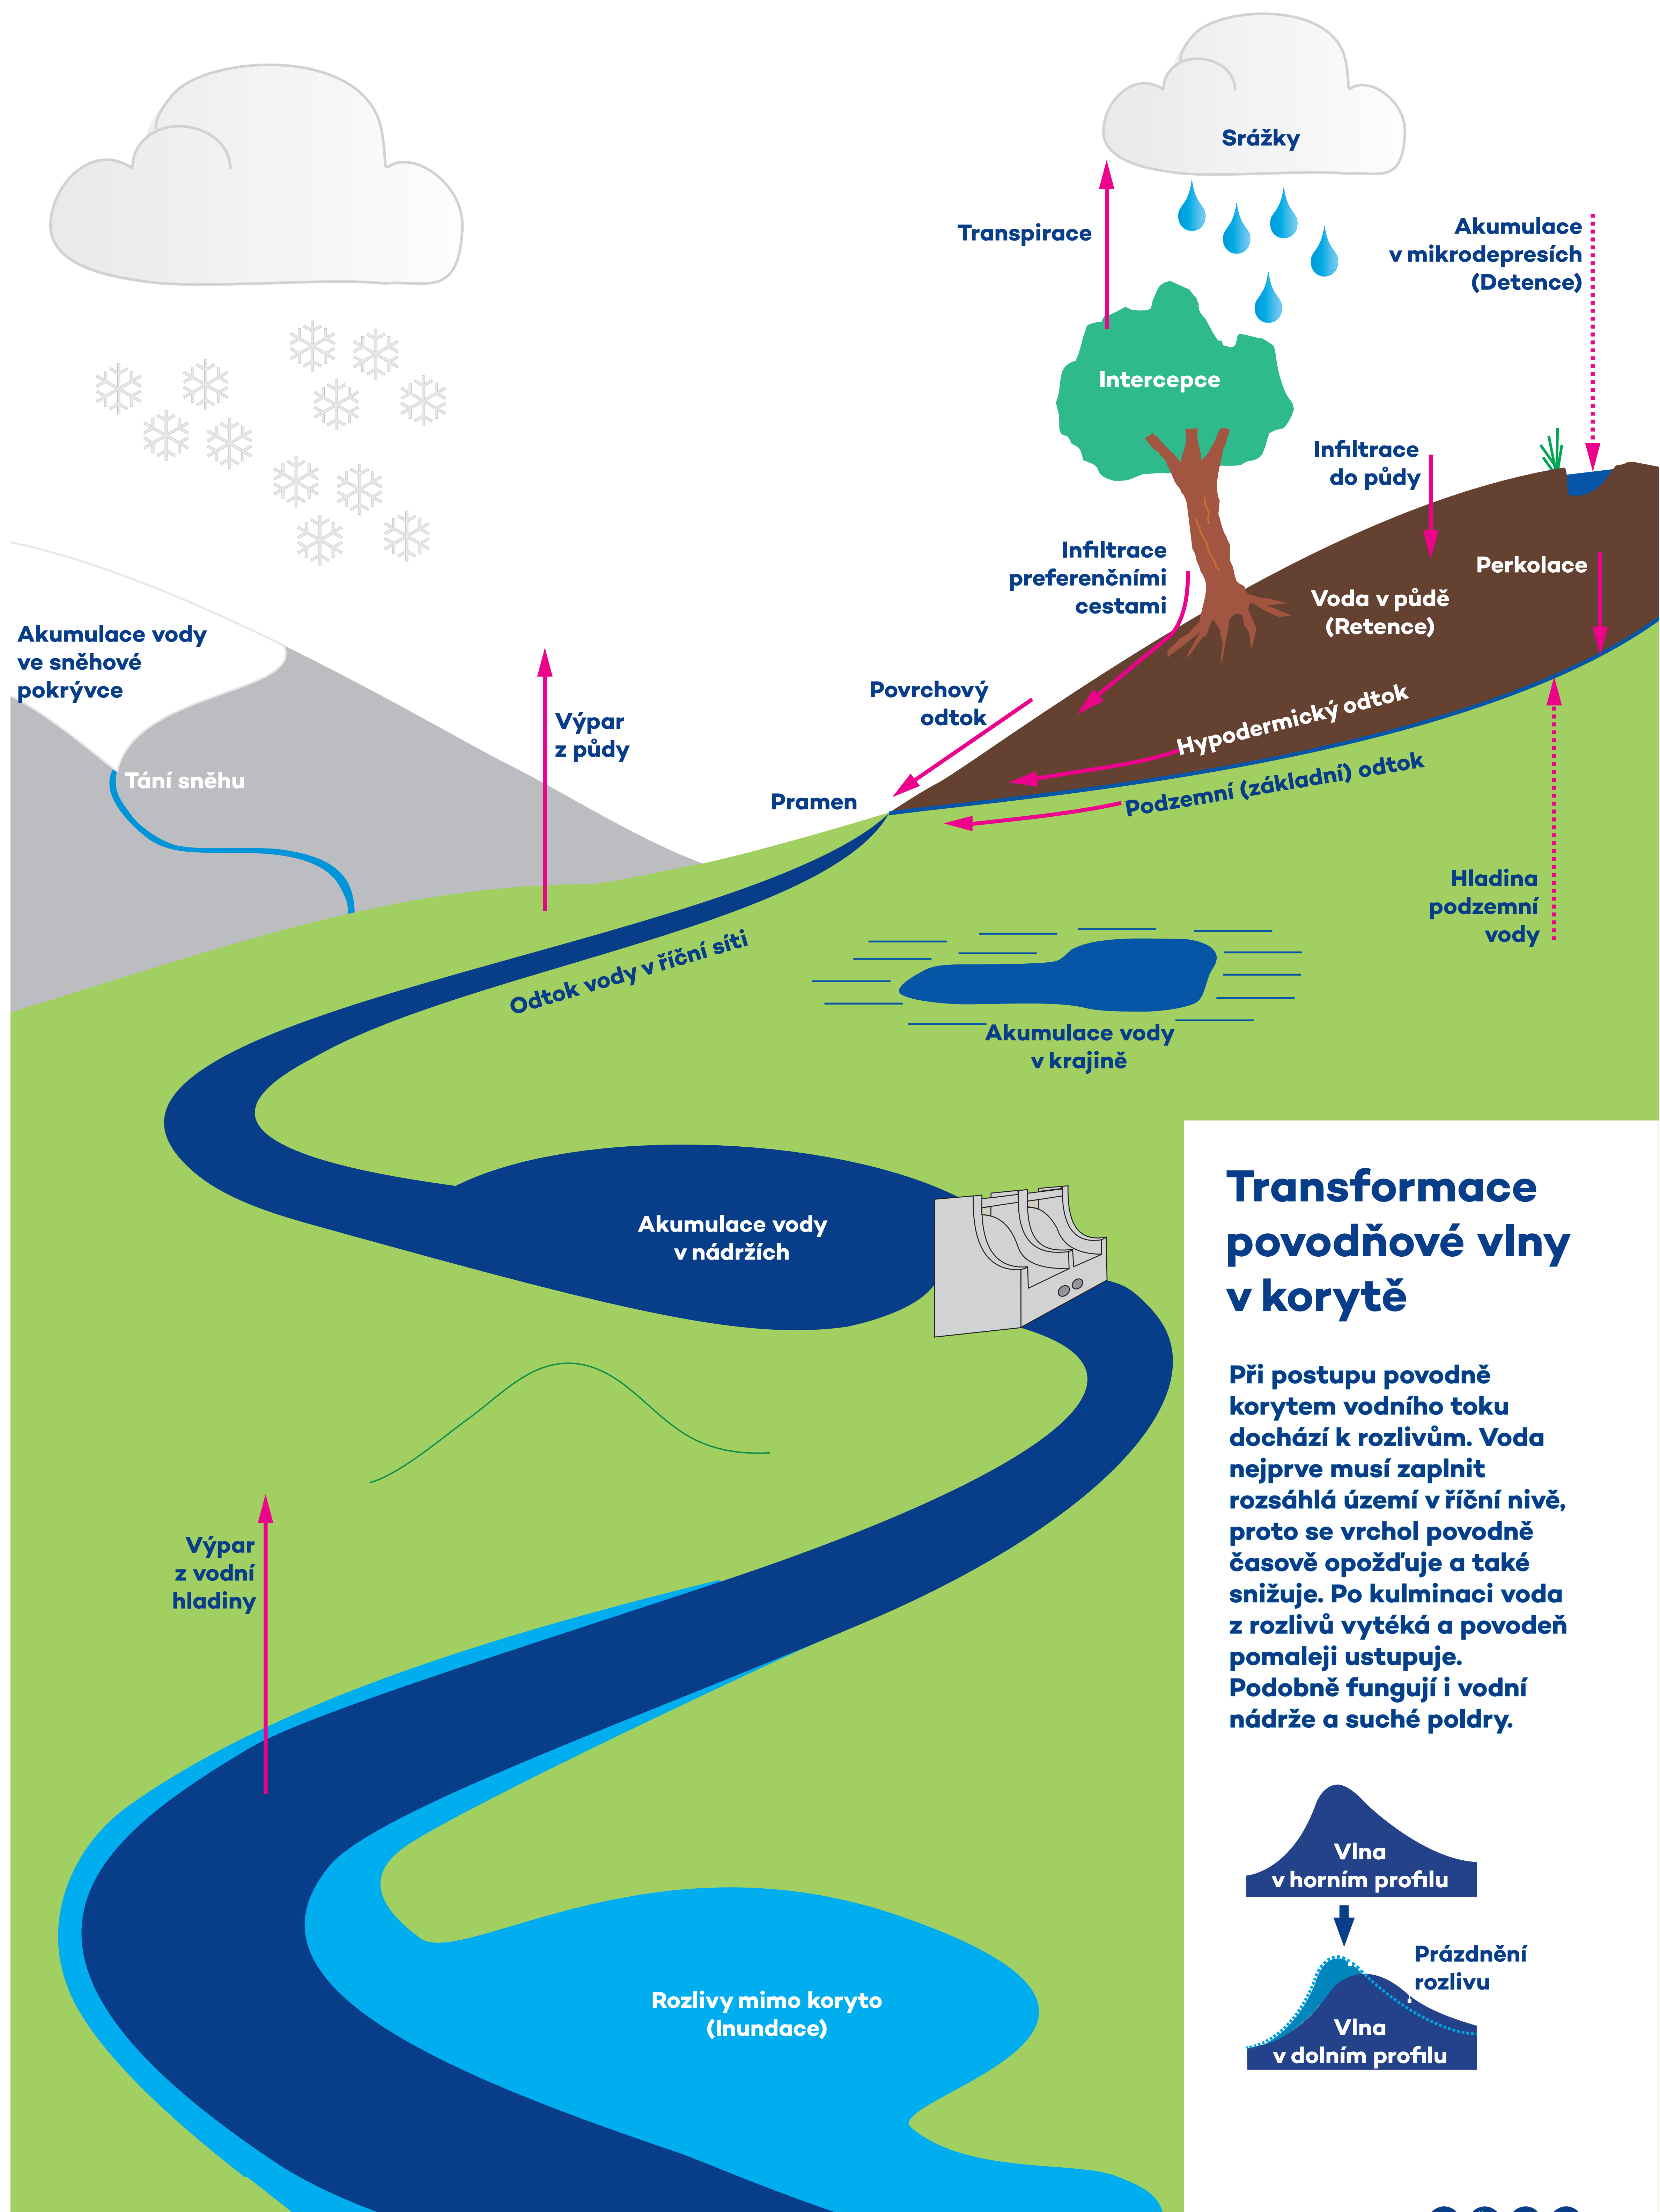 Srážky
Transpirace
Akumulace
v mikrodepresích
(Detence)
Intercepce
Infiltrace
do půdy
Infiltrace
preferenčními
cestami
Perkolace
Voda v půdě
(Retence)
Akumulace vody
ve sněhové
pokrývce
Povrchový
odtok
Výpar
z půdy
Hypodermický odtok
Tání sněhu
Podzemní (základní) odtok
Pramen
Hladina
podzemní
vody
Odtok vody v říční síti
Akumulace vody
v krajině
Akumulace vody
v nádržích
Výpar
z vodní
hladiny
Rozlivy mimo koryto
(Inundace)
Transformace
povodňové vlny
v korytě
Při postupu povodně
korytem vodního toku
dochází k rozlivům. Voda
nejprve musí zaplnit
rozsáhlá území v říční nivě,
proto se vrchol povodně
časově opožďuje a také
snižuje. Po kulminaci voda
z rozlivů vytéká a povodeň
pomaleji ustupuje.
Podobně fungují i vodní
nádrže a suché poldry.
Vlna
v horním profilu
Prázdnění
rozlivu
Vlna
v dolním profilu